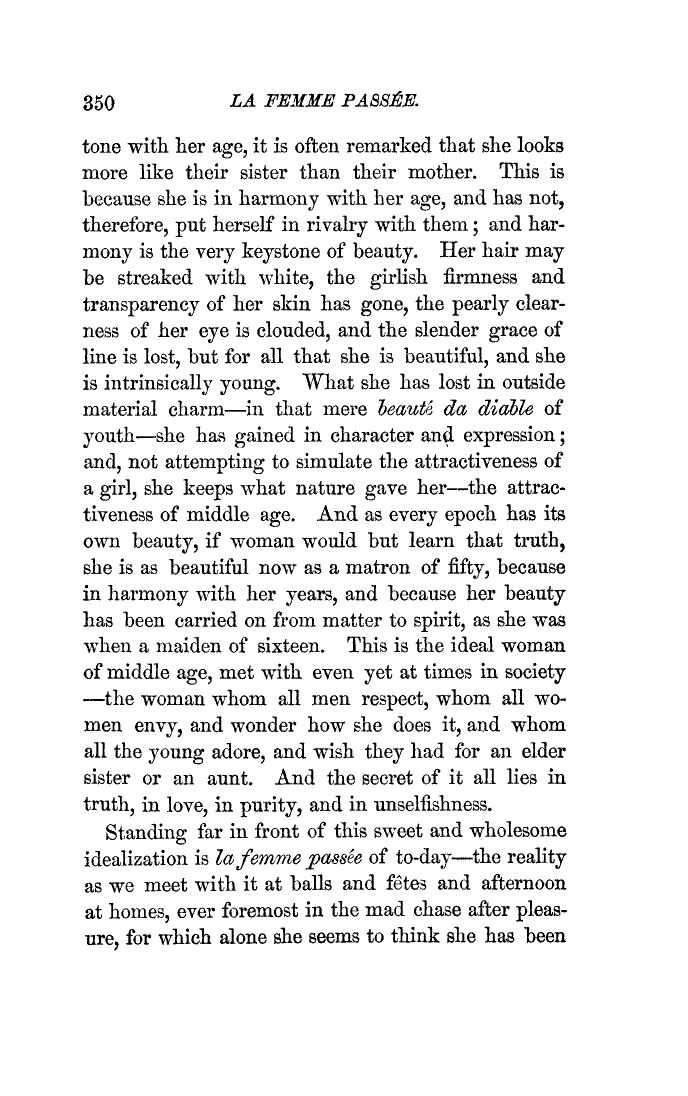 350 LA FEMME PASSÉE.
tone with her age, it is often remarked that she looks
more like their sister than their mother. This is
because she is in harmony with her age, and has not,
therefore, put herself in rivalry with them; and har-
mony is the very keystone of beauty. Her hair may
be streaked with white, the girlish firmness and
transparency of her skin has gone, the pearly clear-
ness of her eye is clouded, and the slender grace of
line is lost, but for all that she is beautiful, and she
is intrinsically young. What she has lost in outside
material charm—in that mere beauté da diable of
youth—she has gained in character and expression;
and, not attempting to simulate the attractiveness of
a girl, she keeps what nature gave her—the attrac-
tiveness of middle age. And as every epoch has its
own beauty, if woman would but learn that truth,
she is as beautiful now as a matron of fifty, because
in harmony with her years, and because her beauty
has been carried on from matter to spirit, as she was
when a maiden of sixteen. This is the ideal woman
of middle age, met with even yet at times in society
—the woman whom all men respect, whom all wo-
men envy, and wonder how she does it, and whom
all the young adore, and wish they had for an elder
sister or an aunt. And the secret of it all lies in
truth, in love, in purity, and in unselfishness.
Standing far in front of this sweet and wholesome
idealization is la femme passée of to-day—the reality
as we meet with it at balls and fêtes and afternoon
at homes, ever foremost in the mad chase after pleas-
ure, for which alone she seems to think she has been